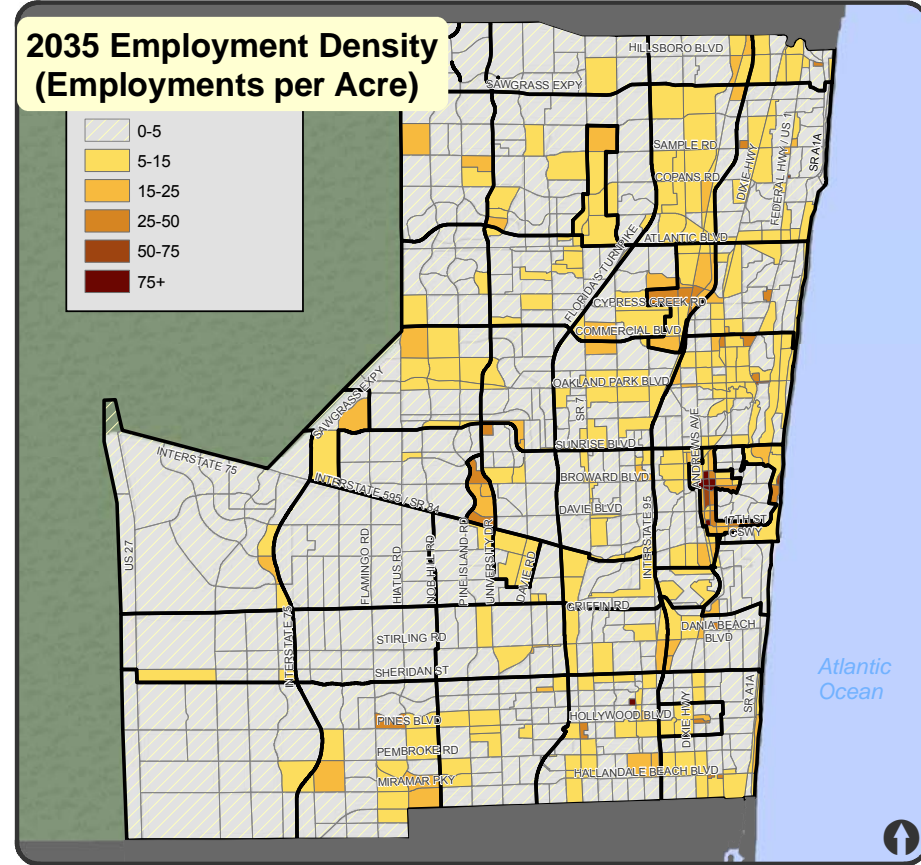 2035 Employment Density
(Employments per Acre)
0-5
5-15
15-25
25-50
50-75
75+
HILLSBORO BLVD
SAWGRASS EXPY
SAMPLE RD
COPANS RD
DIXIE HWY
FEDERAL HWY / US 1
SR A1A
ATLANTIC BLVD
FLORIDA'S TURNPIKE
CYPRESS CREEK RD
COMMERCIAL BLVD
OAKLAND PARK BLVD
SR 7
SAWGRASS EXPY
SUNRISE BLVD
ANDREWS AVE
INTERSTATE 75
INTERSTATE 595 / SR 84
BROWARD BLVD
DAVIE BLVD
INTERSTATE 95
17TH ST
CSWY
US 27
FLAMINGO RD
HIATUS RD
NOB HILL RD
PINE ISLAND RD
UNIVERSITY DR
DAVIE RD
GRIFFIN RD
DANIA BEACH
BLVD
STIRLING RD
SHERIDAN ST
INTERSTATE 75
Atlantic
Ocean
SR A1A
PINES BLVD
HOLLYWOOD BLVD
DIXIE HWY
PEMBROKE RD
MIRAMAR PKY
HALLANDALE BEACH BLVD